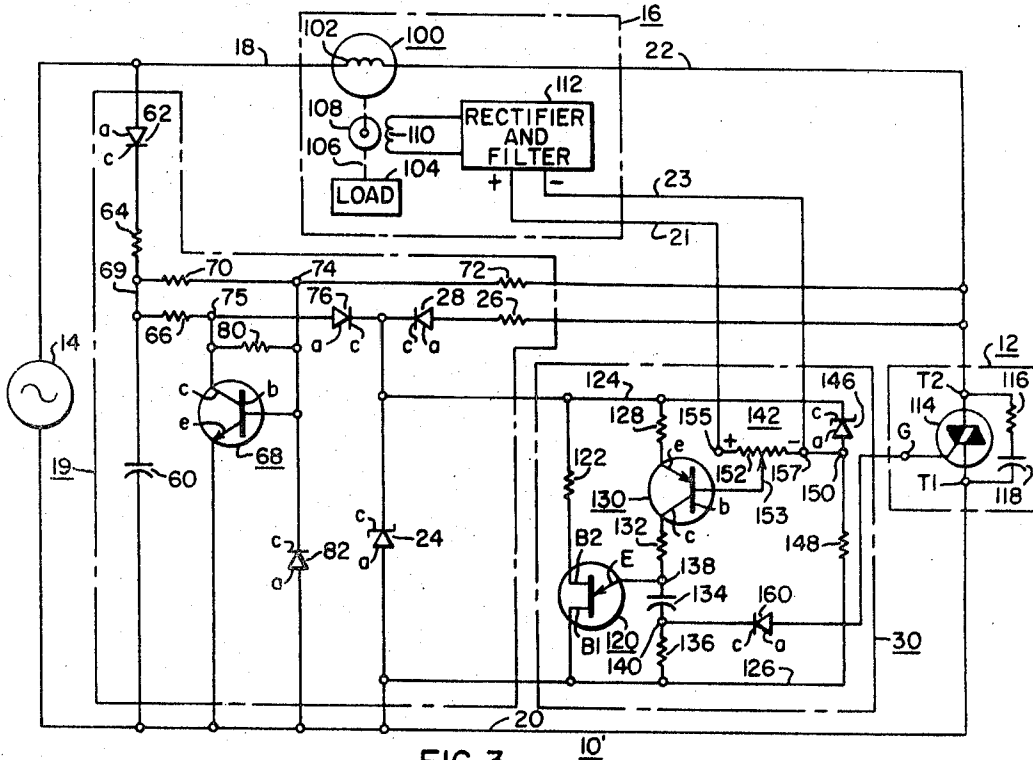 16
102
100
18
22
112
62
a
c
108
110
RECTIFIER
AND
FILTER
106
104
LOAD
+
−
23
21
64
69
70
74
72
75
76
28
26
66
a
c
c
a
80
14
12
124
T2
116
146
128
155
142
c
a
G
114
c
b
e
+
−
e
122
157
T1
118
152
150
19
60
68
130
b
153
c
132
148
c
82
a
c
24
a
B2
E
138
134
160
B1
120
140
136
c
a
126
30
20
FIG. 3
10'